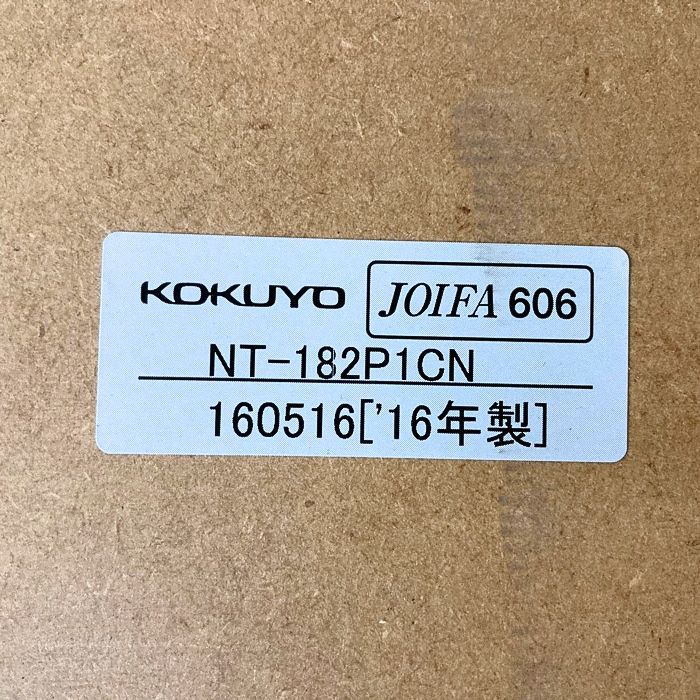 KOKUYO JOIFA 606
NT-182P1CN
160516['16年製]